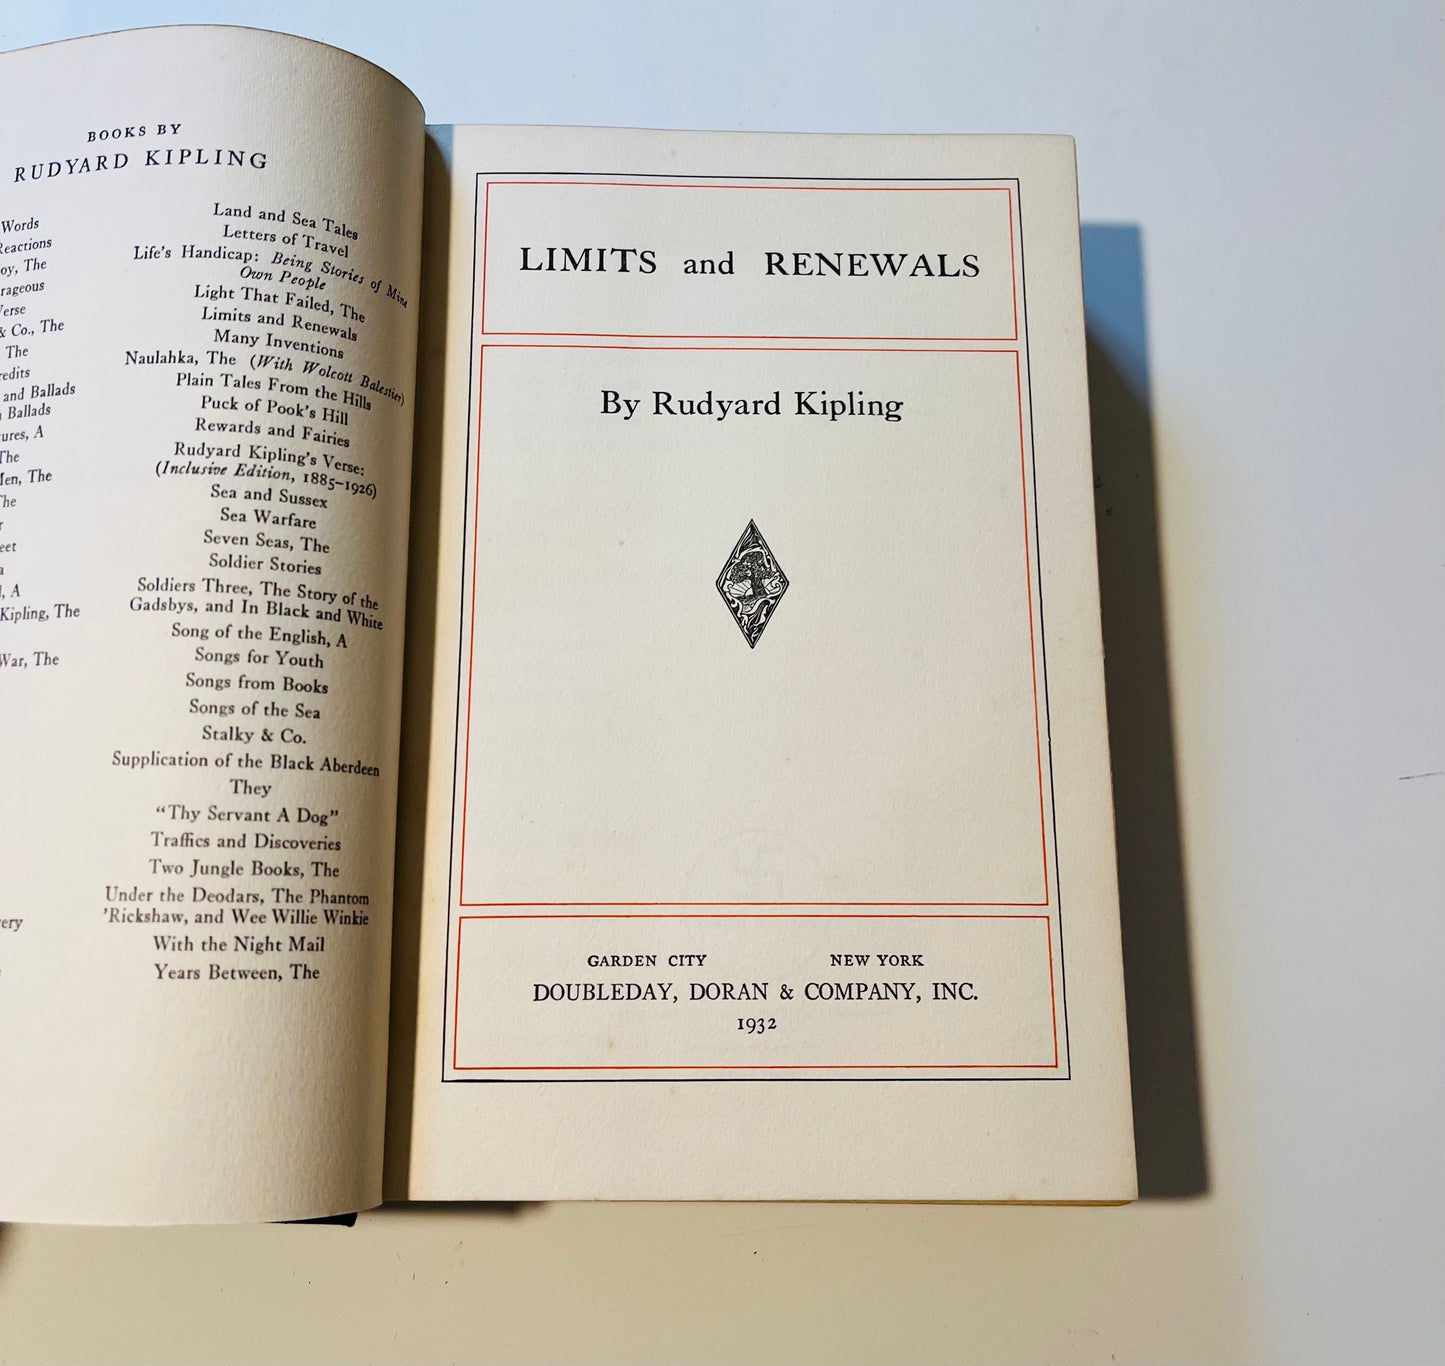 BOOKS BY
RUDYARD KIPLING
Words
Reactions
oy, The
rageous
Verse
& Co., The
The
redits
and Ballads
Ballads
ures, A
The
Men, The
The
r
eet
a
l, A
Kipling, The
War, The
very
Land and Sea Tales
Letters of Travel
Life's Handicap: Being Stories of Mine
Own People
Light That Failed, The
Limits and Renewals
Many Inventions
Naulahka, The (With Wolcott Balestier)
Plain Tales From the Hills
Puck of Pook's Hill
Rewards and Fairies
Rudyard Kipling's Verse:
(Inclusive Edition, 1885–1926)
Sea and Sussex
Sea Warfare
Seven Seas, The
Soldier Stories
Soldiers Three, The Story of the
Gadsbys, and In Black and White
Song of the English, A
Songs for Youth
Songs from Books
Songs of the Sea
Stalky & Co.
Supplication of the Black Aberdeen
They
"Thy Servant A Dog"
Traffics and Discoveries
Two Jungle Books, The
Under the Deodars, The Phantom
'Rickshaw, and Wee Willie Winkie
With the Night Mail
Years Between, The
LIMITS and RENEWALS
By Rudyard Kipling
GARDEN CITY NEW YORK
DOUBLEDAY, DORAN & COMPANY, INC.
1932